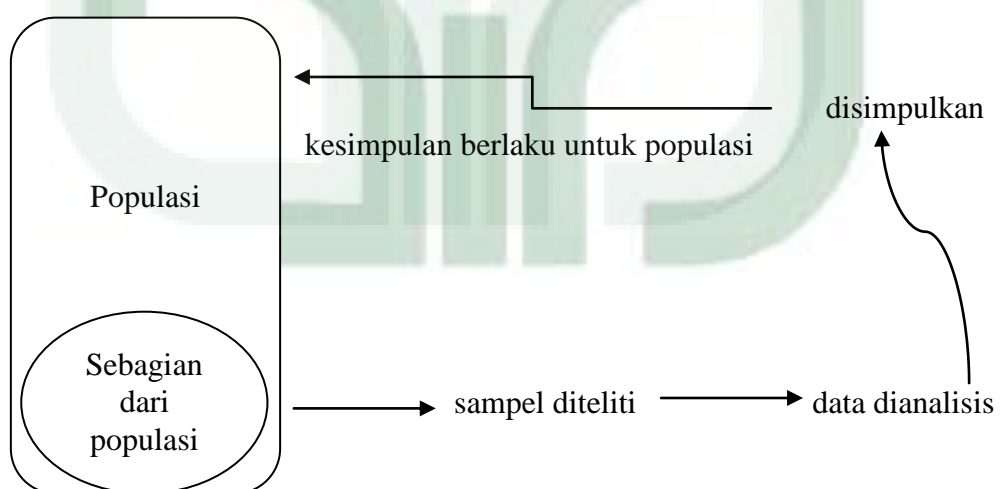 disimpulkan
kesimpulan berlaku untuk populasi
Populasi
Sebagian
dari
populasi
sampel diteliti
data dianalisis